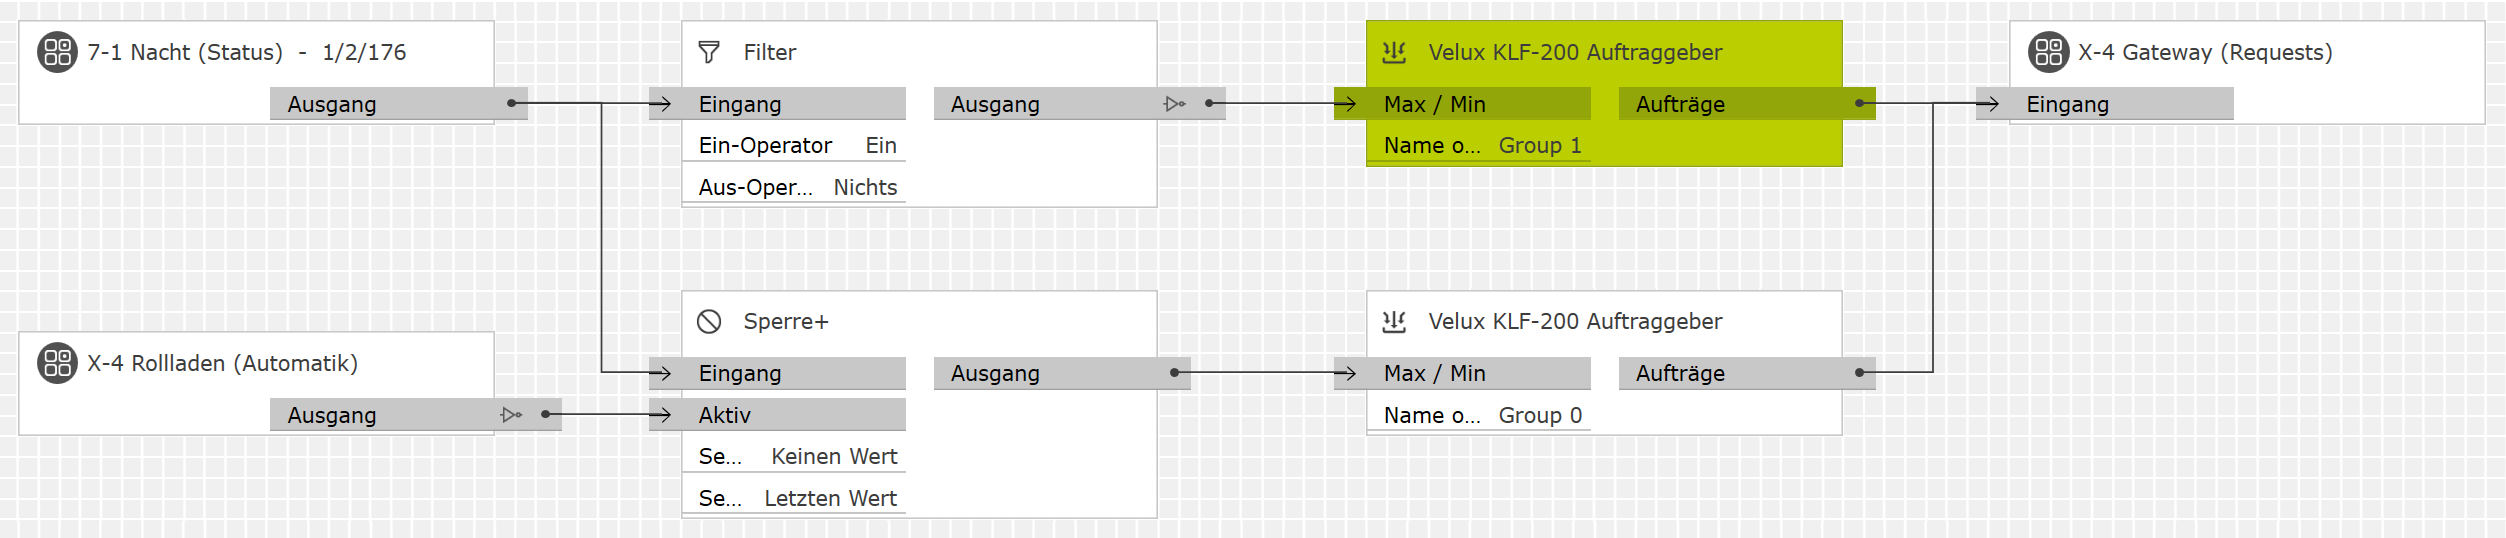 7-1 Nacht (Status) - 1/2/176
Ausgang
Filter
Eingang
Ausgang
Ein-Operator Ein
Aus-Oper... Nichts
Velux KLF-200 Auftraggeber
Max / Min
Aufträge
Name o... Group 1
X-4 Gateway (Requests)
Eingang
X-4 Rollladen (Automatik)
Ausgang
Sperre+
Eingang
Ausgang
Aktiv
Se... Keinen Wert
Se... Letzten Wert
Velux KLF-200 Auftraggeber
Max / Min
Aufträge
Name o... Group 0